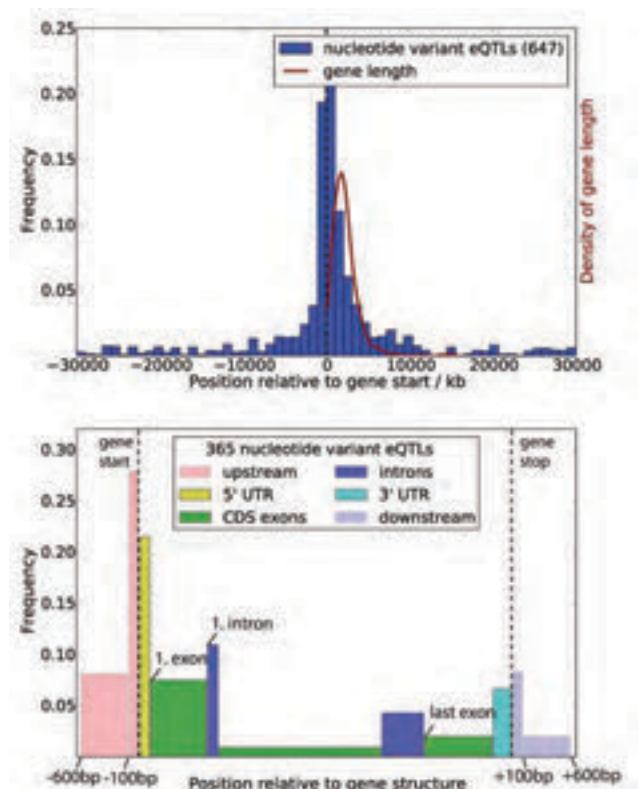 0.25
0.20
0.15
0.10
0.05
Frequency
nucleotide variant eQTLs (647)
gene length
Density of gene length
−30000 −20000 −10000 0 10000 20000 30000
Position relative to gene start / kb
0.30
0.25
0.20
0.15
0.10
0.05
Frequency
gene start
365 nucleotide variant eQTLs
upstream
5' UTR
CDS exons
introns
3' UTR
downstream
gene stop
1. intron
1. exon
last exon
-600bp -100bp +100bp +600bp
Position relative to gene structure